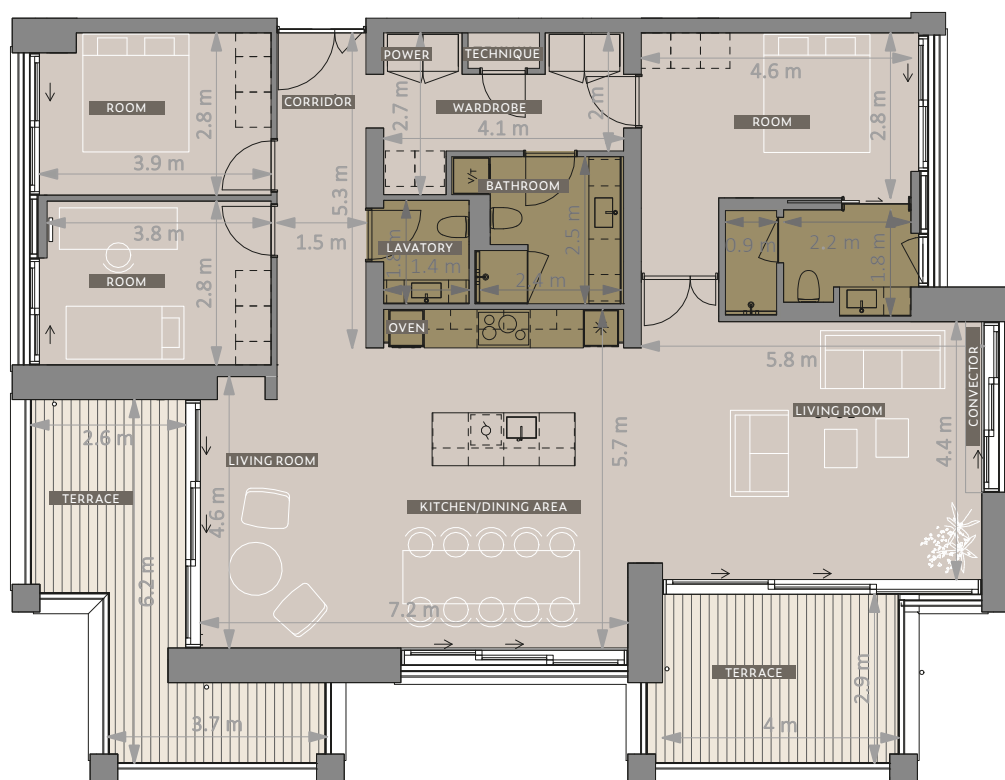 POWER
TECHNIQUE
4.6 m
CORRIDOR
ROOM
WARDROBE
2.8 m
2.7 m
2 m
4.1 m
ROOM
2.8 m
3.9 m
V/T
BATHROOM
5.3 m
3.8 m
1.5 m
LAVATORY
1.8 m
1.4 m
2.5 m
2.4 m
0.9 m
2.2 m
1.8 m
ROOM
2.8 m
OVEN
5.8 m
CONVECTOR
LIVING ROOM
2.6 m
5.7 m
4.4 m
LIVING ROOM
TERRACE
4.6 m
KITCHEN/DINING AREA
6.2 m
7.2 m
TERRACE
2.9 m
3.7 m
4 m